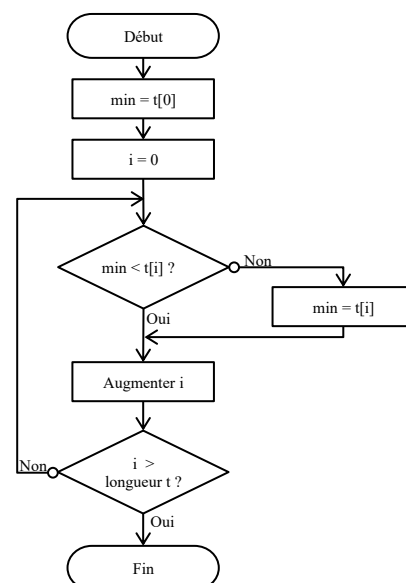 Début
min = t[0]
i = 0
min < t[i] ?
Non
min = t[i]
Oui
Augmenter i
i >
longueur t ?
Non
Oui
Fin